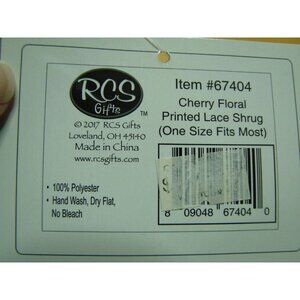 RCS
Gifts
™
© 2017 RCS Gifts
Loveland, OH 45140
Made in China
www.rcsgifts.com
• 100% Polyester
• Hand Wash, Dry Flat,
No Bleach
Item #67404
Cherry Floral
Printed Lace Shrug
(One Size Fits Most)
8 09048 67404 0